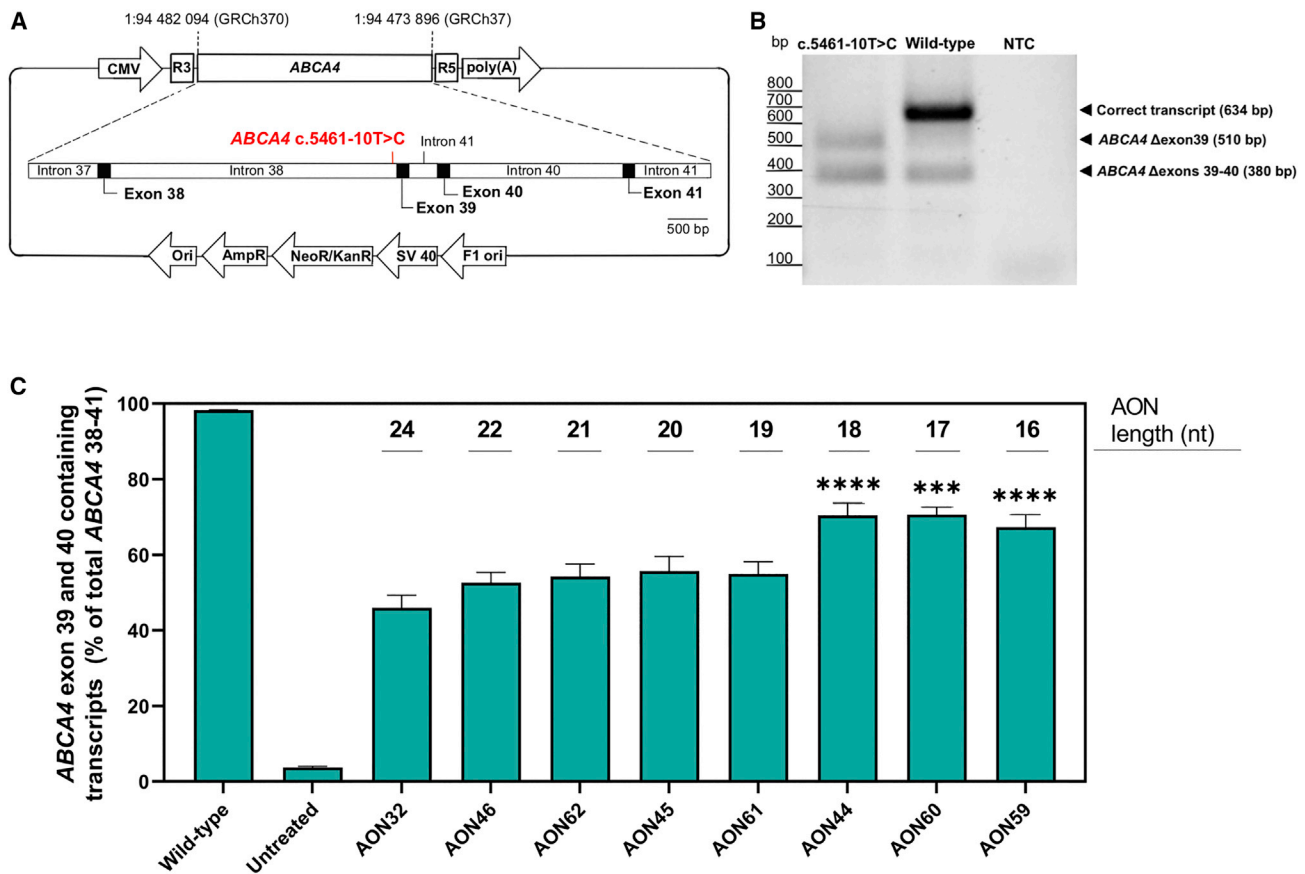 A
1:94 482 094 (GRCh370)
1:94 473 896 (GRCh37)
CMV
R3
ABCA4
R5
poly(A)
ABCA4 c.5461-10T>C
Intron 41
Intron 37
Intron 38
Intron 40
Intron 41
Exon 38
Exon 39
Exon 40
Exon 41
500 bp
Ori
AmpR
NeoR/KanR
SV 40
F1 ori
B
bp
c.5461-10T>C
Wild-type
NTC
800
700
600
500
400
300
200
100
Correct transcript (634 bp)
ABCA4 Δexon39 (510 bp)
ABCA4 Δexons 39-40 (380 bp)
C
ABCA4 exon 39 and 40 containing
transcripts (% of total ABCA4 38-41)
100
80
60
40
20
0
24
22
21
20
19
18
17
16
AON
length (nt)
****
***
****
Wild-type
Untreated
AON32
AON46
AON62
AON45
AON61
AON44
AON60
AON59